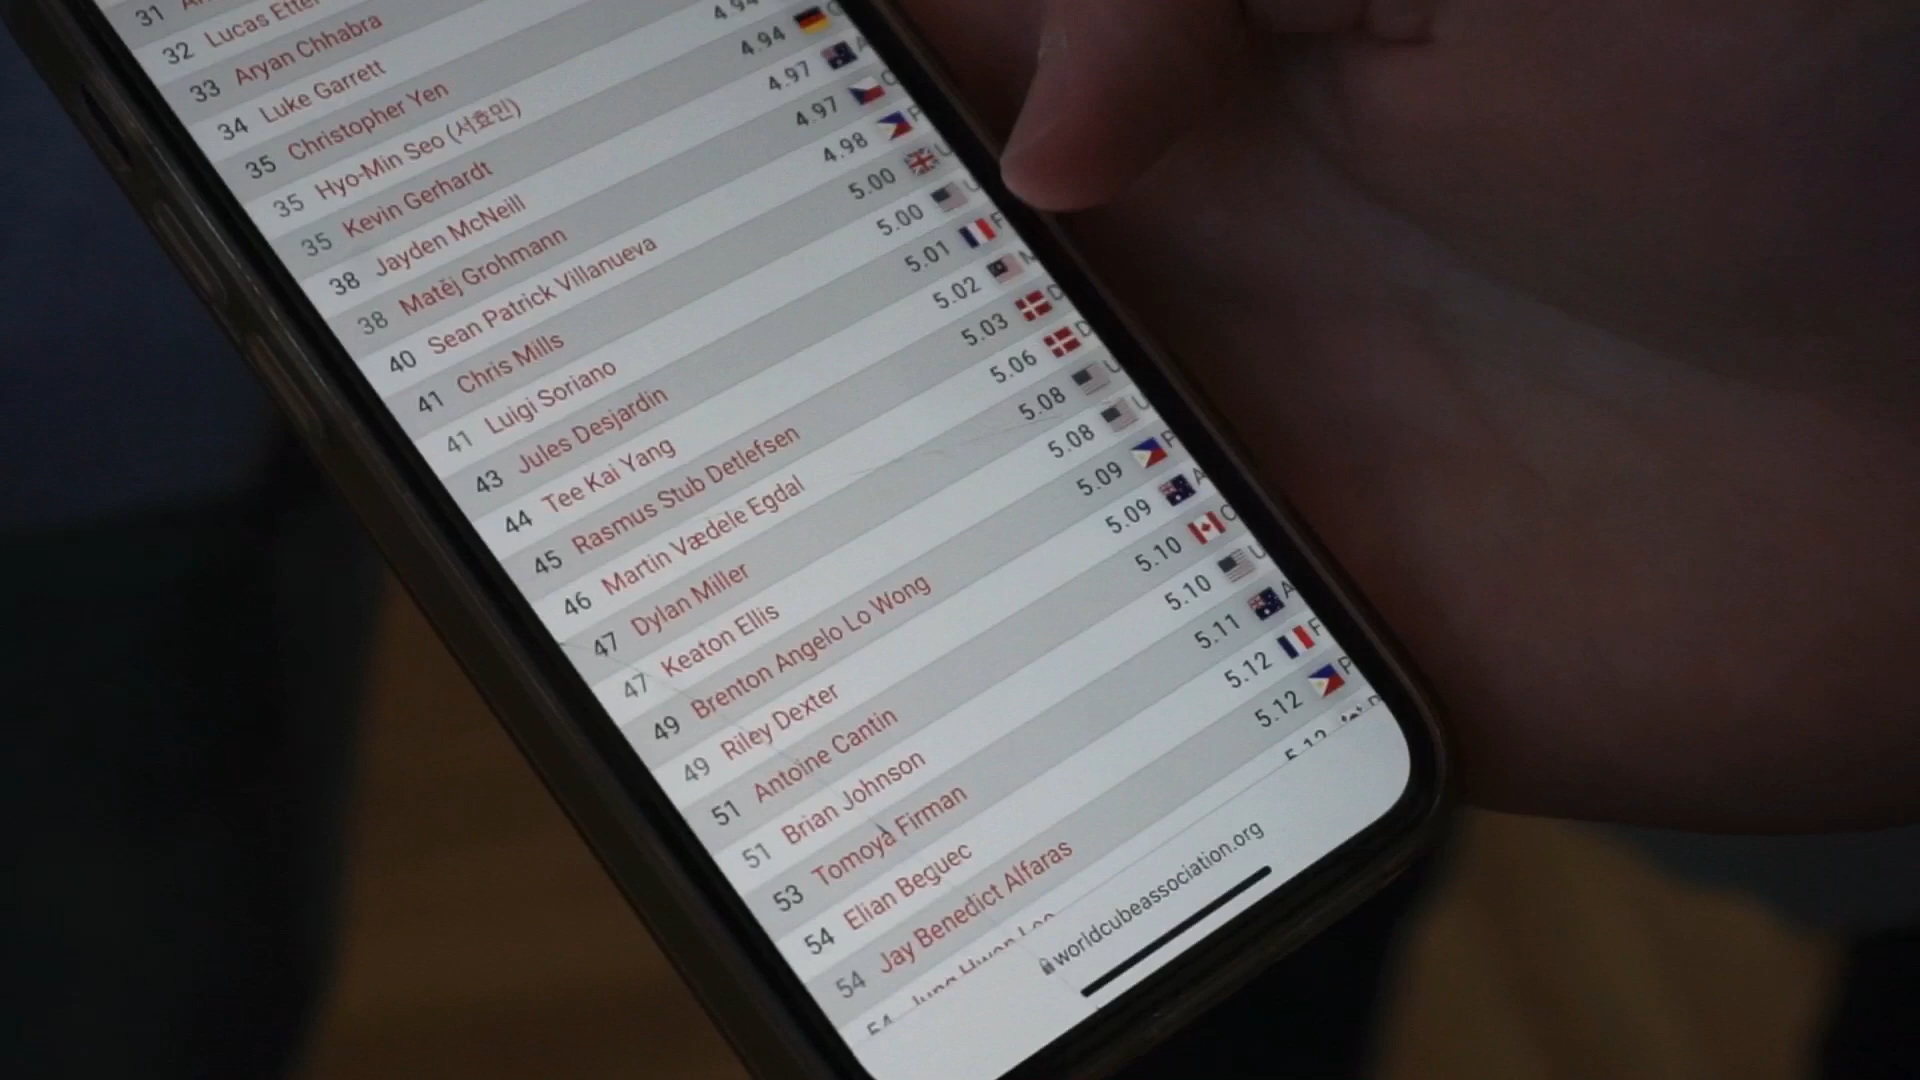 31
32 Lucas Etter
33 Aryan Chhabra
34 Luke Garrett
35 Christopher Yen
35 Hyo-Min Seo (서효민) 4.94
35 Kevin Gerhardt 4.94 G
38 Jayden McNeill 4.97 A
38 Matěj Grohmann 4.97 C
40 Sean Patrick Villanueva 4.98 P
41 Chris Mills 5.00 U
41 Luigi Soriano 5.00 U
43 Jules Desjardin 5.01 F
44 Tee Kai Yang 5.02 M
45 Rasmus Stub Detlefsen 5.03 D
46 Martin Vædele Egdal 5.06 D
47 Dylan Miller 5.08 U
47 Keaton Ellis 5.08 U
49 Brenton Angelo Lo Wong 5.09 P
49 Riley Dexter 5.09 A
51 Antoine Cantin 5.10 C
51 Brian Johnson 5.10 U
53 Tomoya Firman 5.11 A
54 Elian Beguec 5.12 F
54 Jay Benedict Alfaras 5.12 P
54 5.12
worldcubeassociation.org